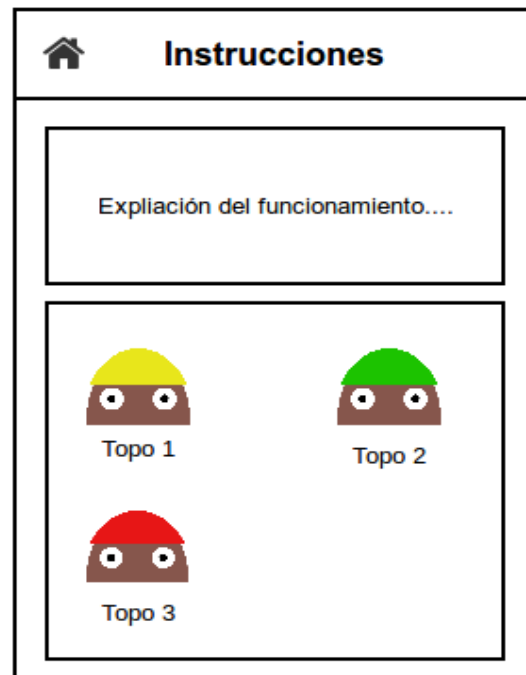 Instrucciones
Expliación del funcionamiento....
Topo 1
Topo 2
Topo 3